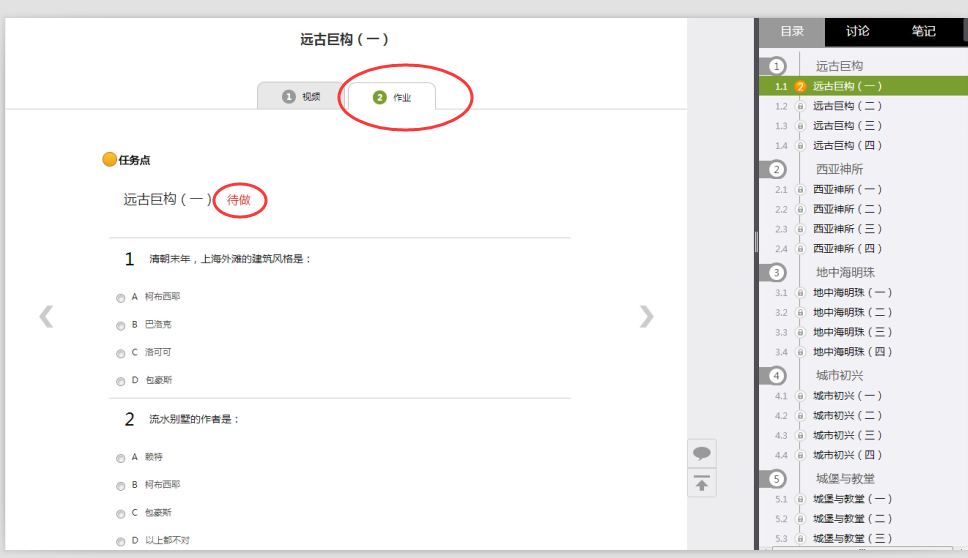 远古巨构（一）
1 视频
2 作业
任务点
远古巨构（一） 待做
1 清朝末年，上海外滩的建筑风格是：
A 柯布西耶
B 巴洛克
C 洛可可
D 包豪斯
2 流水别墅的作者是：
A 赖特
B 柯布西耶
C 包豪斯
D 以上都不对
目录 讨论 笔记
1 远古巨构
1.1 2 远古巨构（一）
1.2 远古巨构（二）
1.3 远古巨构（三）
1.4 远古巨构（四）
2 西亚神所
2.1 西亚神所（一）
2.2 西亚神所（二）
2.3 西亚神所（三）
2.4 西亚神所（四）
3 地中海明珠
3.1 地中海明珠（一）
3.2 地中海明珠（二）
3.3 地中海明珠（三）
3.4 地中海明珠（四）
4 城市初兴
4.1 城市初兴（一）
4.2 城市初兴（二）
4.3 城市初兴（三）
4.4 城市初兴（四）
5 城堡与教堂
5.1 城堡与教堂（一）
5.2 城堡与教堂（二）
5.3 城堡与教堂（三）